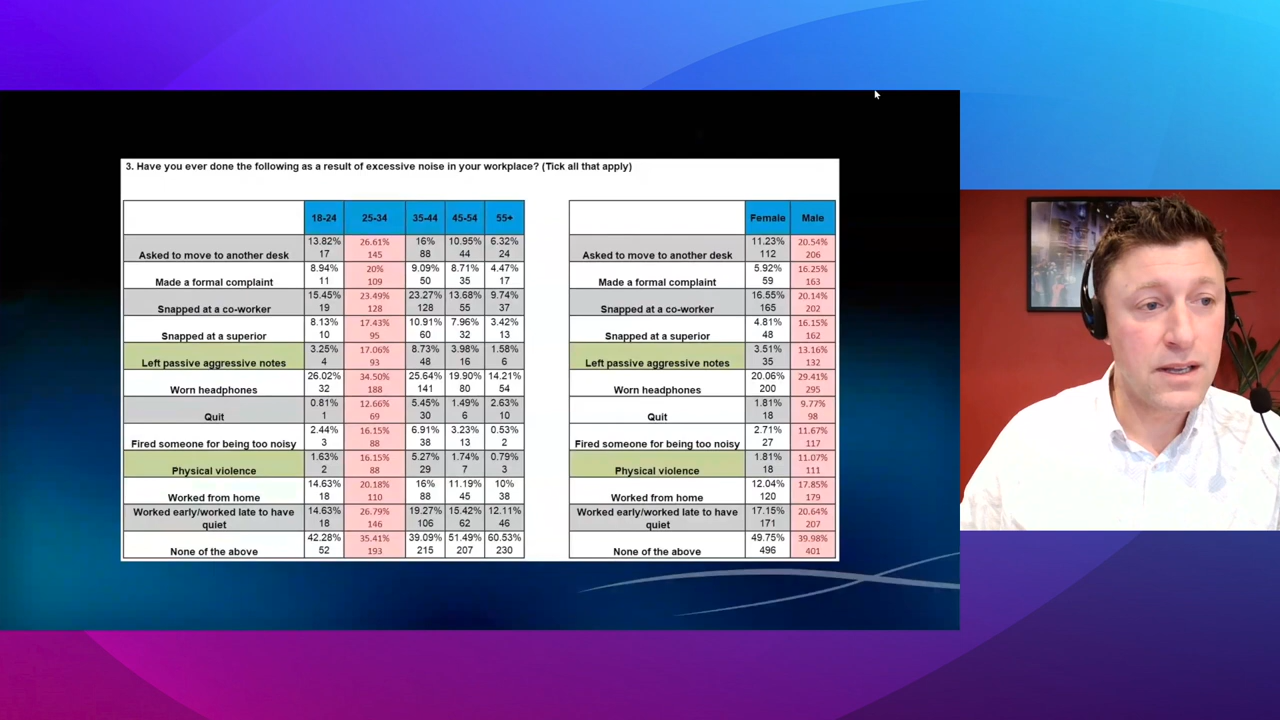 3. Have you ever done the following as a result of excessive noise in your workplace? (Tick all that apply)
18-24 25-34 35-44 45-54 55+
13.82% 26.61% 16% 10.95% 6.32%
Asked to move to another desk 17 145 88 44 24
8.94% 20% 9.09% 8.71% 4.47%
Made a formal complaint 11 109 50 35 17
15.45% 23.49% 23.27% 13.68% 9.74%
Snapped at a co-worker 19 128 128 55 37
8.13% 17.43% 10.91% 7.96% 3.42%
Snapped at a superior 10 95 60 32 13
3.25% 17.06% 8.73% 3.98% 1.58%
Left passive aggressive notes 4 93 48 16 6
26.02% 34.50% 25.64% 19.90% 14.21%
Worn headphones 32 188 141 80 54
0.81% 12.66% 5.45% 1.49% 2.63%
Quit 1 69 30 6 10
2.44% 16.15% 6.91% 3.23% 0.53%
Fired someone for being too noisy 3 88 38 13 2
1.63% 16.15% 5.27% 1.74% 0.79%
Physical violence 2 88 29 7 3
14.63% 20.18% 16% 11.19% 10%
Worked from home 18 110 88 45 38
Worked early/worked late to have 14.63% 26.79% 19.27% 15.42% 12.11%
quiet 18 146 106 62 46
42.28% 35.41% 39.09% 51.49% 60.53%
None of the above 52 193 215 207 230
Female Male
11.23% 20.54%
Asked to move to another desk 112 206
5.92% 16.25%
Made a formal complaint 59 163
16.55% 20.14%
Snapped at a co-worker 165 202
4.81% 16.15%
Snapped at a superior 48 162
3.51% 13.16%
Left passive aggressive notes 35 132
20.06% 29.41%
Worn headphones 200 295
1.81% 9.77%
Quit 18 98
2.71% 11.67%
Fired someone for being too noisy 27 117
1.81% 11.07%
Physical violence 18 111
12.04% 17.85%
Worked from home 120 179
Worked early/worked late to have 17.15% 20.64%
quiet 171 207
49.75% 39.98%
None of the above 496 401